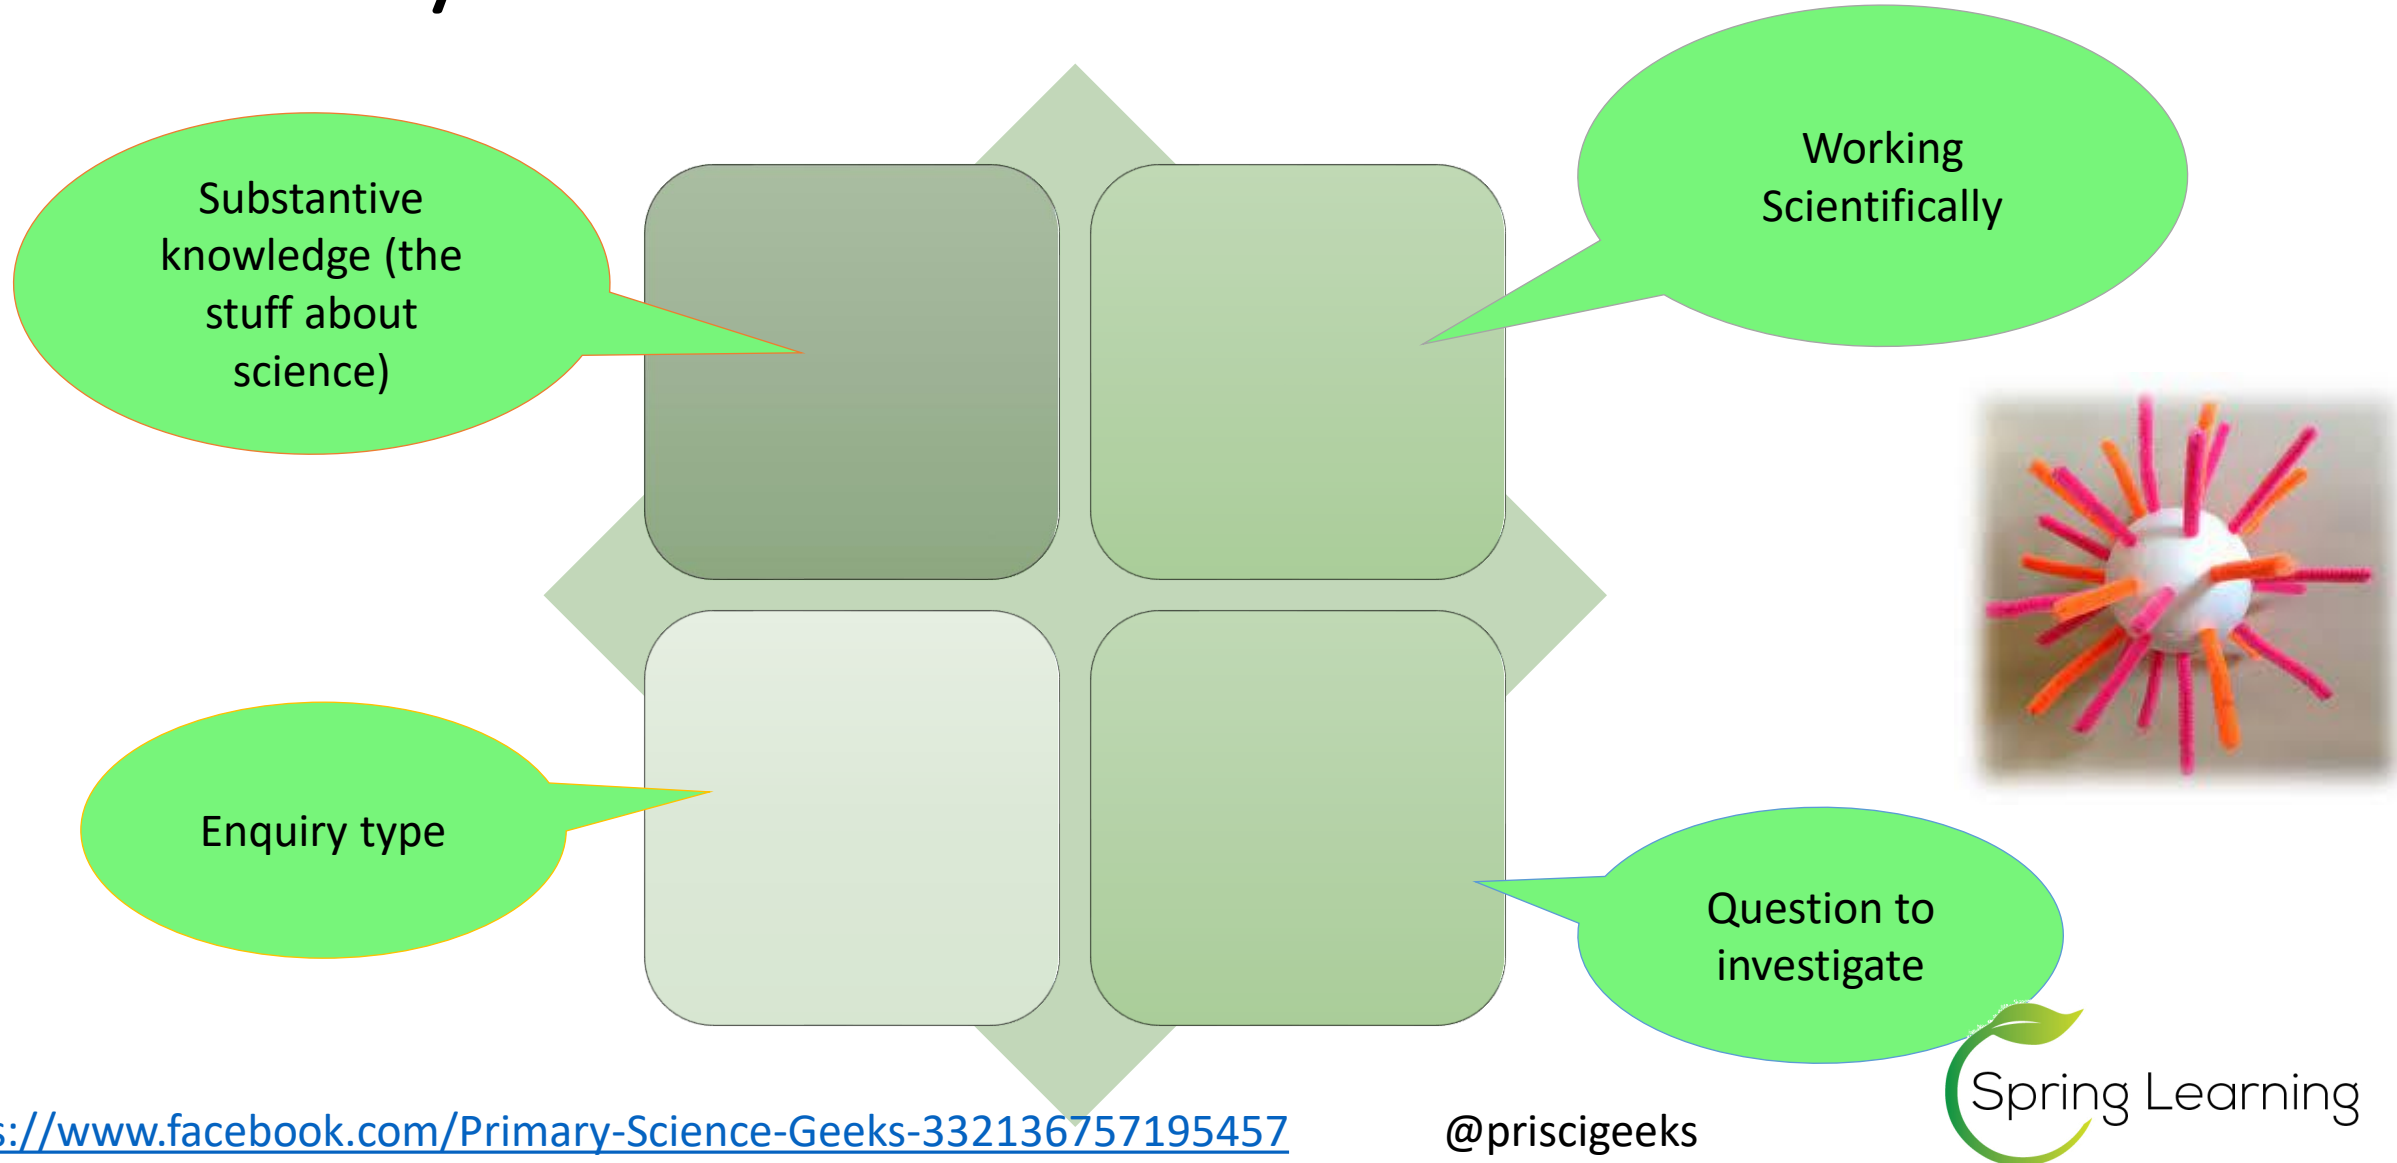 Substantive
knowledge (the
stuff about
science)
Working
Scientifically
Enquiry type
Question to
investigate
s://www.facebook.com/Primary-Science-Geeks-332136757195457
@priscigeeks
Spring Learning